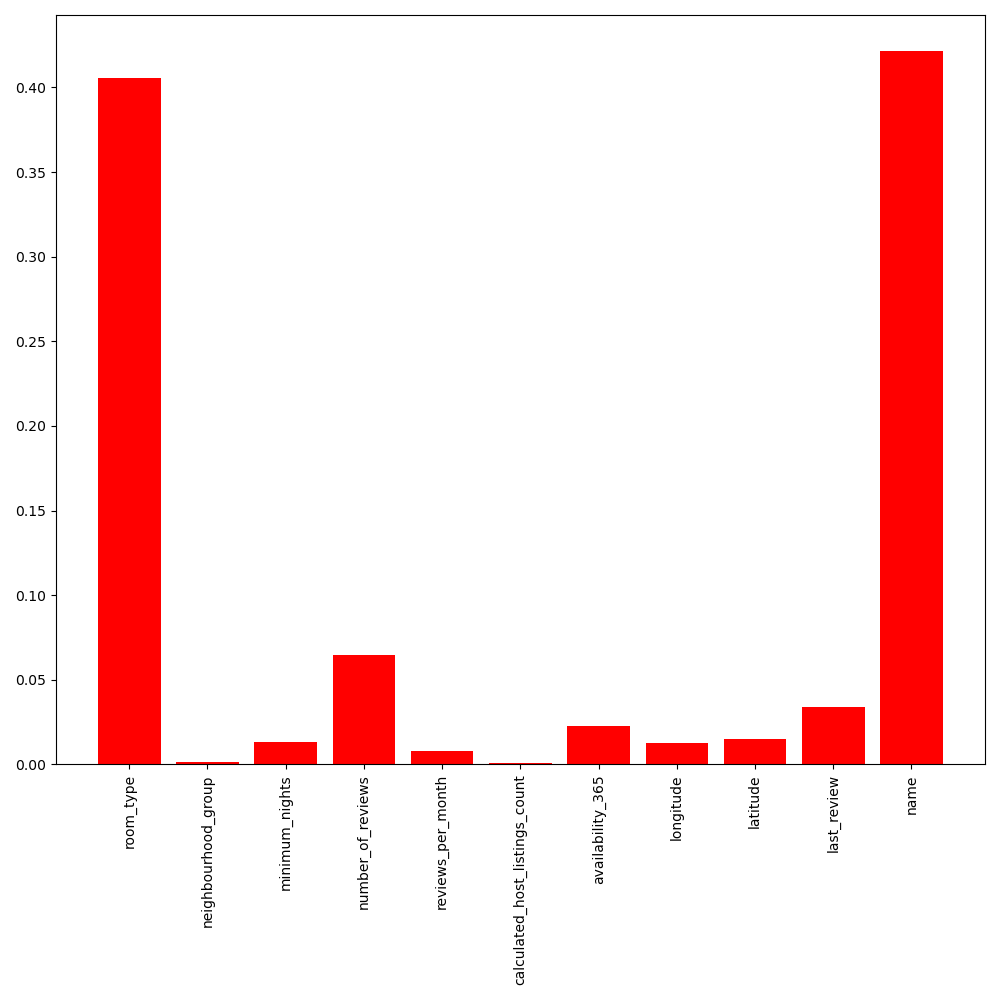 0.40
0.35
0.30
0.25
0.20
0.15
0.10
0.05
0.00
room_type
neighbourhood_group
minimum_nights
number_of_reviews
reviews_per_month
calculated_host_listings_count
availability_365
longitude
latitude
last_review
name